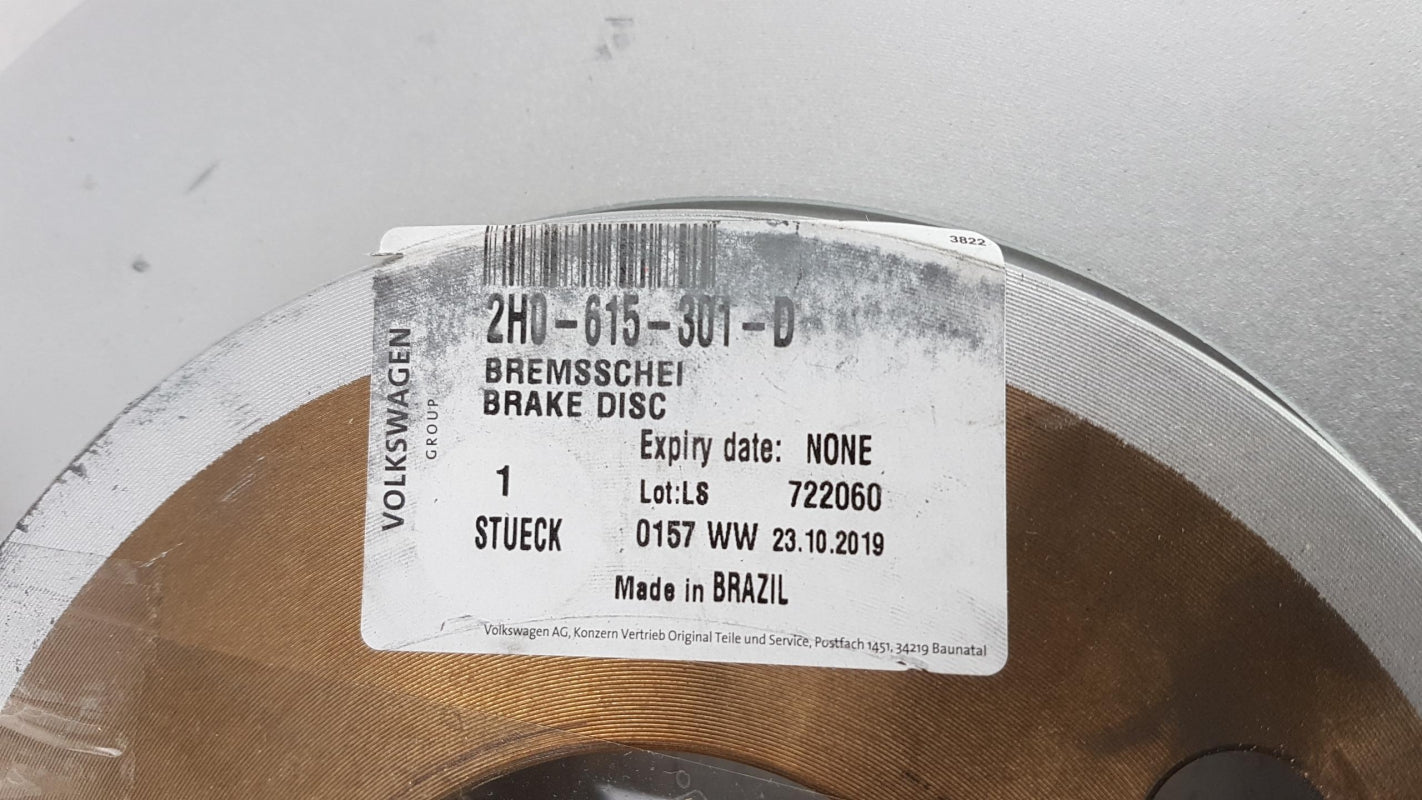 3822
2H0-615-301-D
BREMSSCHEI
BRAKE DISC
VOLKSWAGEN
GROUP
Expiry date: NONE
1
Lot:LS 722060
STUECK
0157 WW 23.10.2019
Made in BRAZIL
Volkswagen AG, Konzern Vertrieb Original Teile und Service, Postfach 1451, 34219 Baunatal